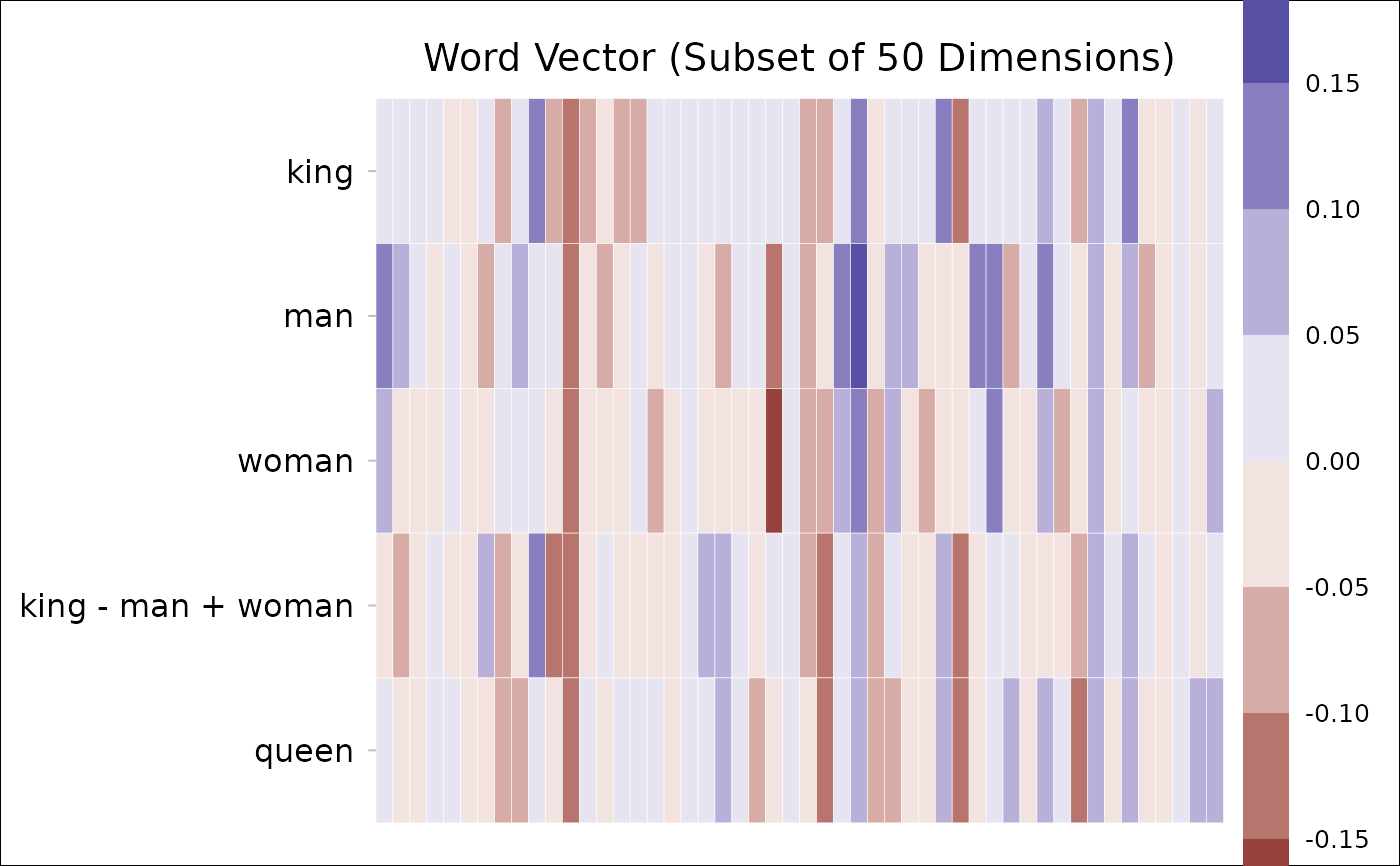 Word Vector (Subset of 50 Dimensions)
king
man
woman
king - man + woman
queen
0.15
0.10
0.05
0.00
-0.05
-0.10
-0.15